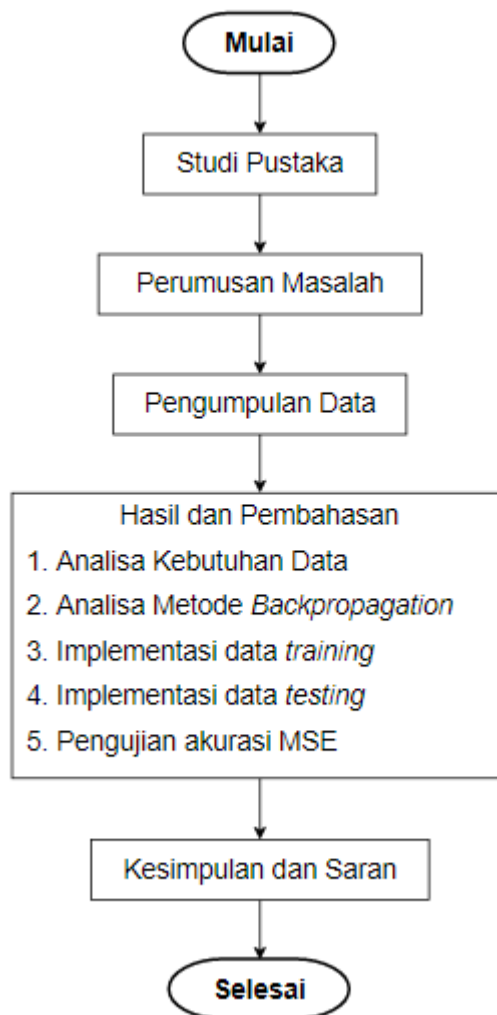 Mulai
Studi Pustaka
Perumusan Masalah
Pengumpulan Data
Hasil dan Pembahasan
1. Analisa Kebutuhan Data
2. Analisa Metode Backpropagation
3. Implementasi data training
4. Implementasi data testing
5. Pengujian akurasi MSE
Kesimpulan dan Saran
Selesai